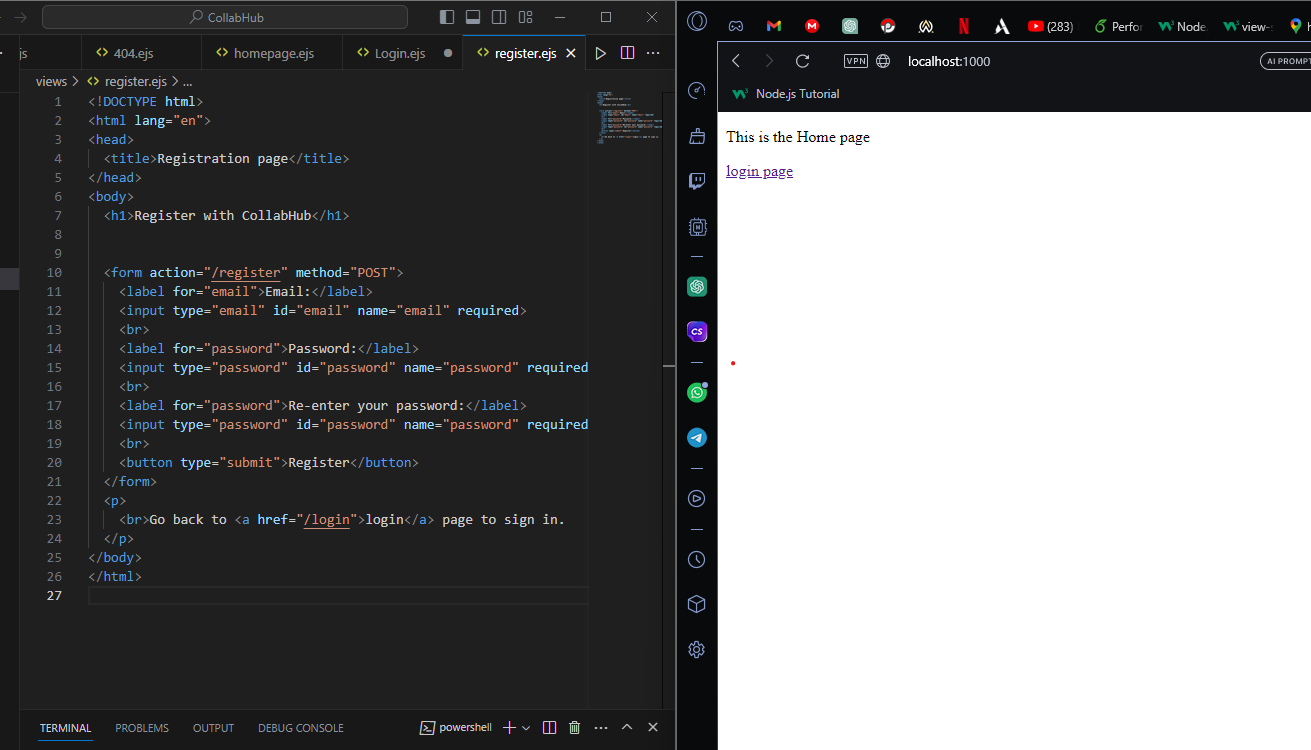 CollabHub
js
404.ejs
homepage.ejs
Login.ejs
register.ejs
views > register.ejs > ...
1 <!DOCTYPE html>
2 <html lang="en">
3 <head>
4 <title>Registration page</title>
5 </head>
6 <body>
7 <h1>Register with CollabHub</h1>
8
9
10 <form action="/register" method="POST">
11 <label for="email">Email:</label>
12 <input type="email" id="email" name="email" required>
13 <br>
14 <label for="password">Password:</label>
15 <input type="password" id="password" name="password" required
16 <br>
17 <label for="password">Re-enter your password:</label>
18 <input type="password" id="password" name="password" required
19 <br>
20 <button type="submit">Register</button>
21 </form>
22 <p>
23 <br>Go back to <a href="/login">login</a> page to sign in.
24 </p>
25 </body>
26 </html>
27
TERMINAL PROBLEMS OUTPUT DEBUG CONSOLE powershell
(283) Perfo Node. view-
VPN localhost:1000 AI PROMPT
Node.js Tutorial
This is the Home page
login page
CS